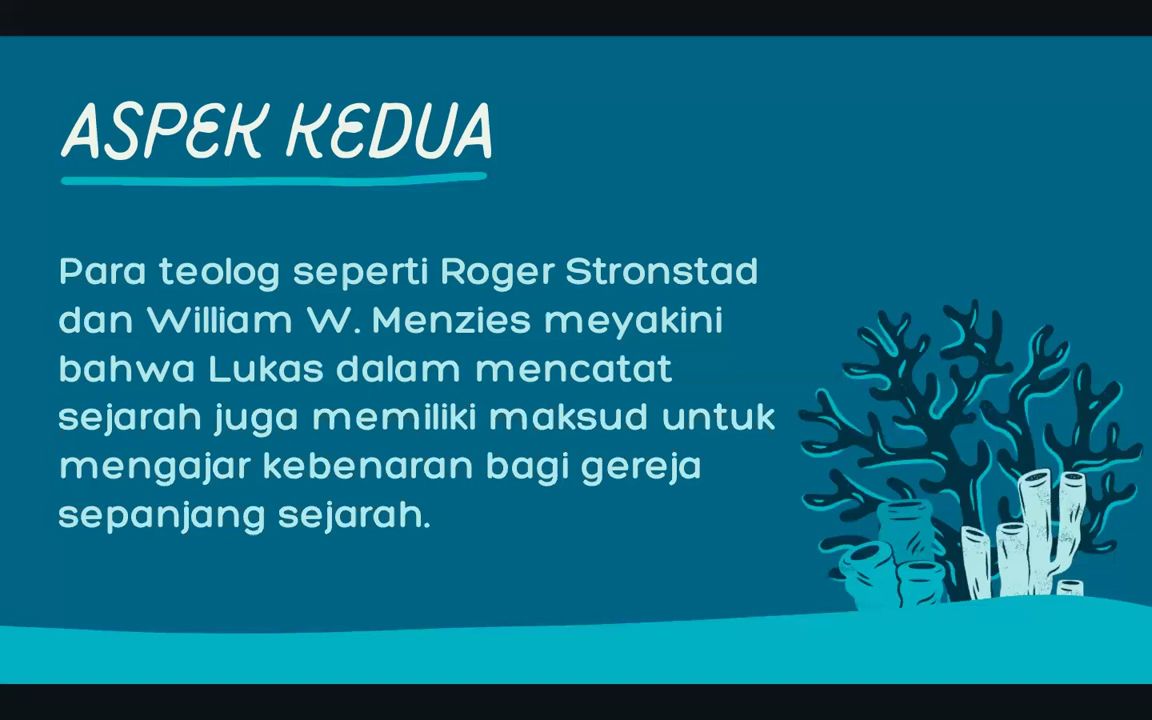 ASPEK KEDUA
Para teolog seperti Roger Stronstad
dan William W. Menzies meyakini
bahwa Lukas dalam mencatat
sejarah juga memiliki maksud untuk
mengajar kebenaran bagi gereja
sepanjang sejarah.